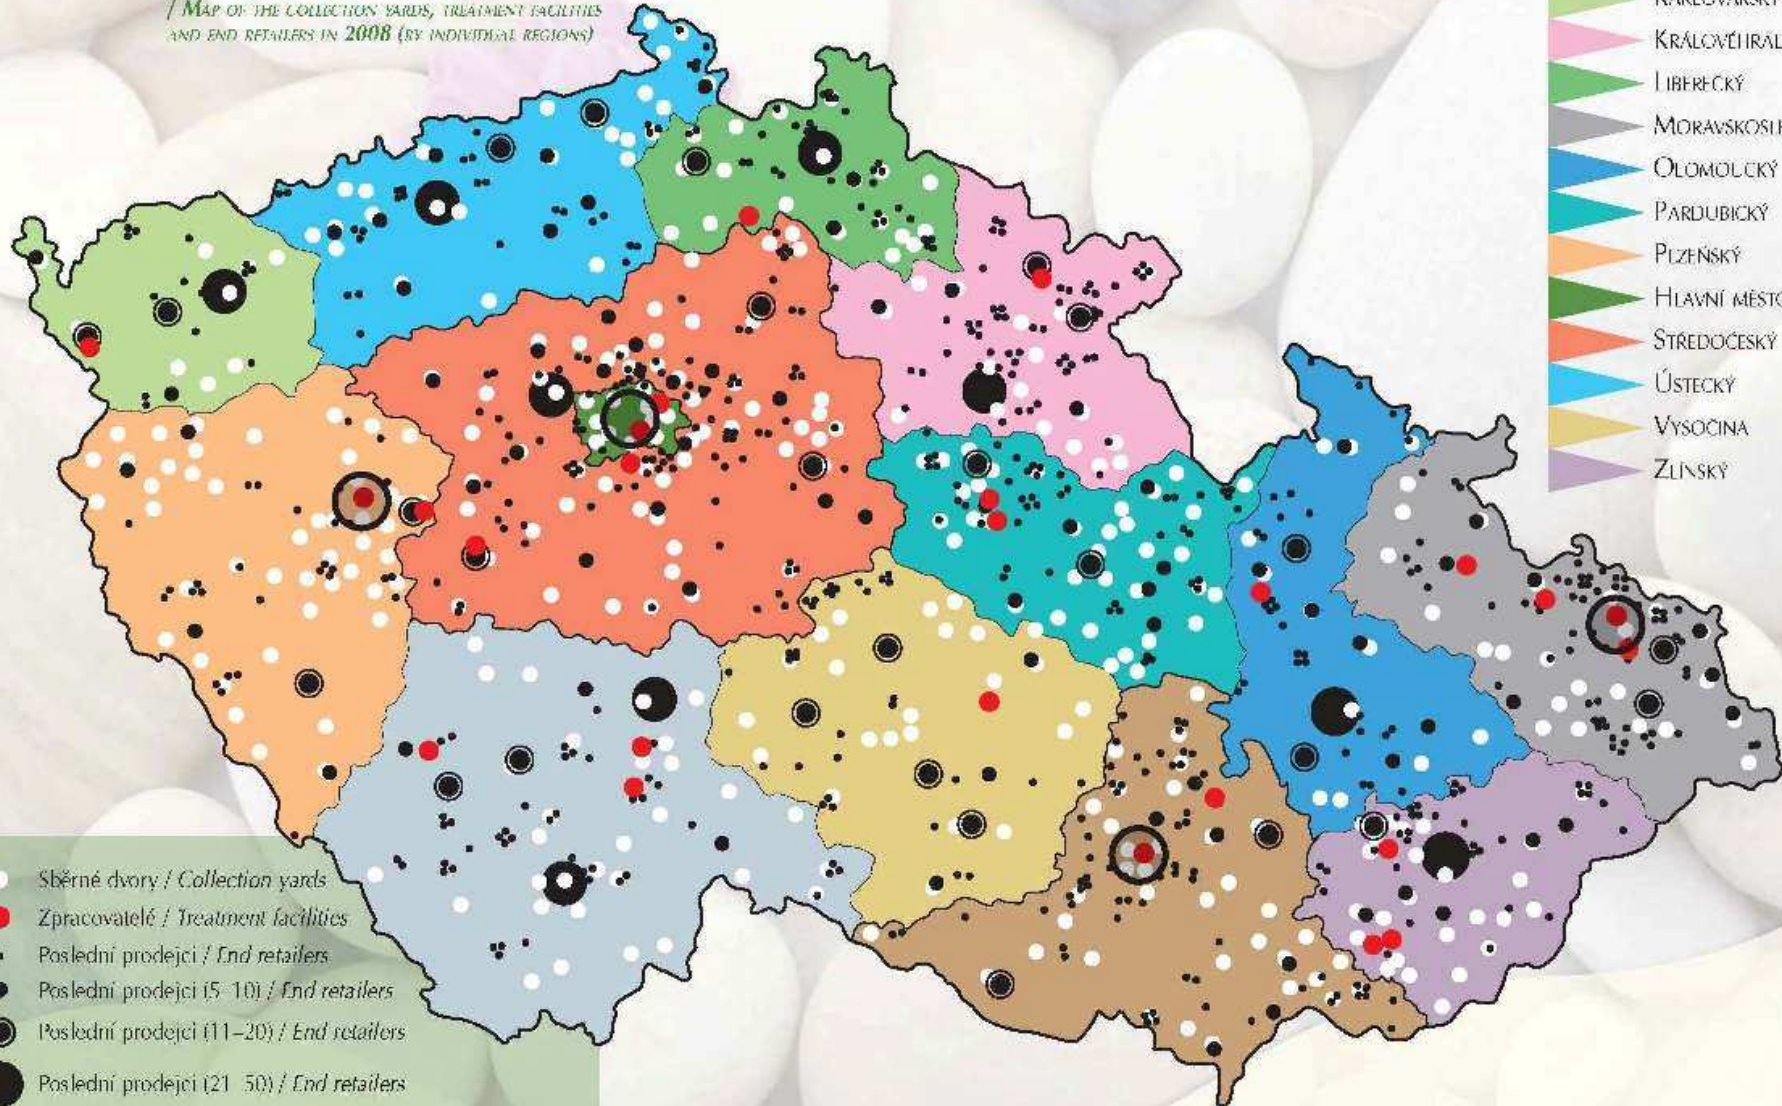 / Map of the collection yards, treatment facilities
and end retailers in 2008 (by individual regions)
Liberecký
Olomoucký
Pardubický
Plzeňský
Hlavní
Středočeský
Ústecký
Vysočina
Zlínský
Sběrné dvory / Collection yards
Zpracovatelé / Treatment facilities
Poslední prodejci / End retailers
Poslední prodejci (5–10) / End retailers
Poslední prodejci (11–20) / End retailers
Poslední prodejci (21–50) / End retailers